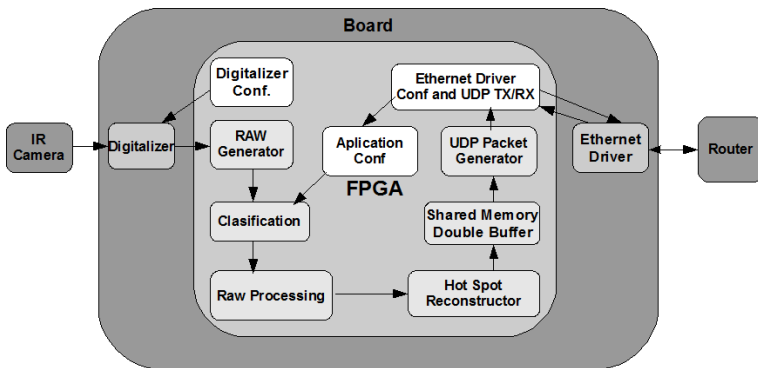 Board
Digitalizer
Conf.
Ethernet Driver
Conf and UDP TX/RX
IR
Camera
Digitalizer
RAW
Generator
Aplication
Conf
UDP Packet
Generator
Ethernet
Driver
Router
FPGA
Clasification
Shared Memory
Double Buffer
Raw Processing
Hot Spot
Reconstructor